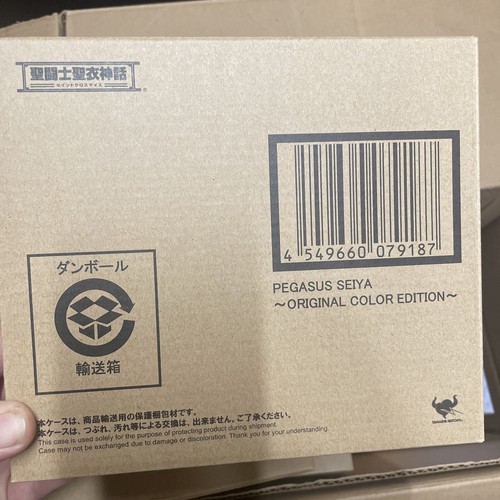 聖闘士聖衣神話
セイントクロスマイス
4 549660 079187
PEGASUS SEIYA
～ORIGINAL COLOR EDITION～
ダンボール
輸送箱
本ケースは、商品輸送用の保護梱包材です。
本ケースは、つぶれ、汚れ等による交換は、出来ません。ご了承ください。
This case is used solely for the purpose of protecting product during shipment.
Case may not be exchanged due to damage or discoloration. Thank you for your understanding.